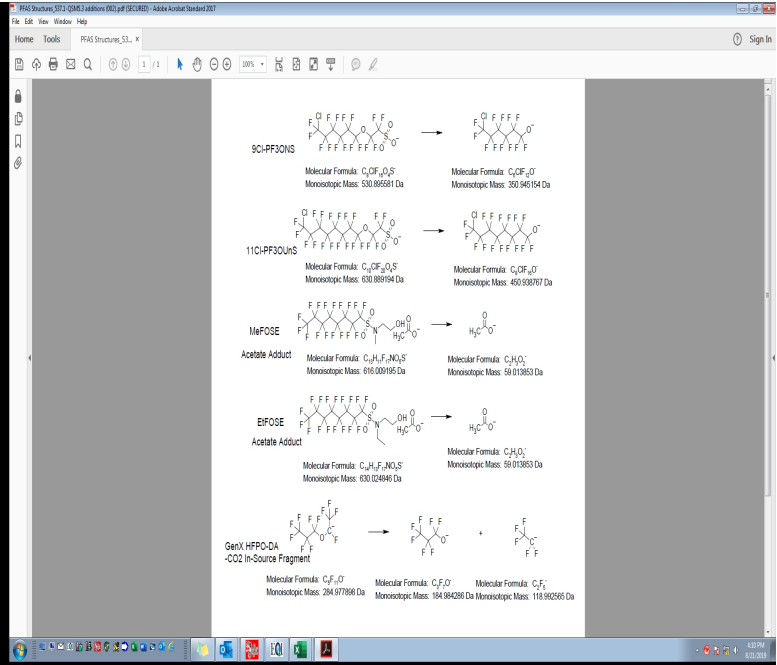 PFAS Structures_537.1-QSM5.3 additions (002).pdf (SECURED) - Adobe Acrobat Standard 2017
File Edit View Window Help
Home Tools PFAS Structures_53... × Sign In
1 / 1 100%
9Cl-PF3ONS
Molecular Formula: C₈ClF₁₆O₄S⁻ Molecular Formula: C₆ClF₁₂O⁻
Monoisotopic Mass: 530.895581 Da Monoisotopic Mass: 350.945154 Da
11Cl-PF3OUnS
Molecular Formula: C₁₀ClF₂₀O₄S⁻ Molecular Formula: C₈ClF₁₆O⁻
Monoisotopic Mass: 630.889194 Da Monoisotopic Mass: 450.938767 Da
MeFOSE
Acetate Adduct
Molecular Formula: C₁₃H₁₁F₁₇NO₅S⁻ Molecular Formula: C₂H₃O₂⁻
Monoisotopic Mass: 616.009195 Da Monoisotopic Mass: 59.013853 Da
EtFOSE
Acetate Adduct
Molecular Formula: C₂H₃O₂⁻
Monoisotopic Mass: 59.013853 Da
Molecular Formula: C₁₄H₁₃F₁₇NO₅S⁻
Monoisotopic Mass: 630.024846 Da
GenX HFPO-DA
-CO2 In-Source Fragment
Molecular Formula: C₅F₁₁O⁻ Molecular Formula: C₃F₇O⁻ Molecular Formula: C₂F₅⁻
Monoisotopic Mass: 284.977898 Da Monoisotopic Mass: 184.984286 Da Monoisotopic Mass: 118.992565 Da
4:10 PM
8/21/2019